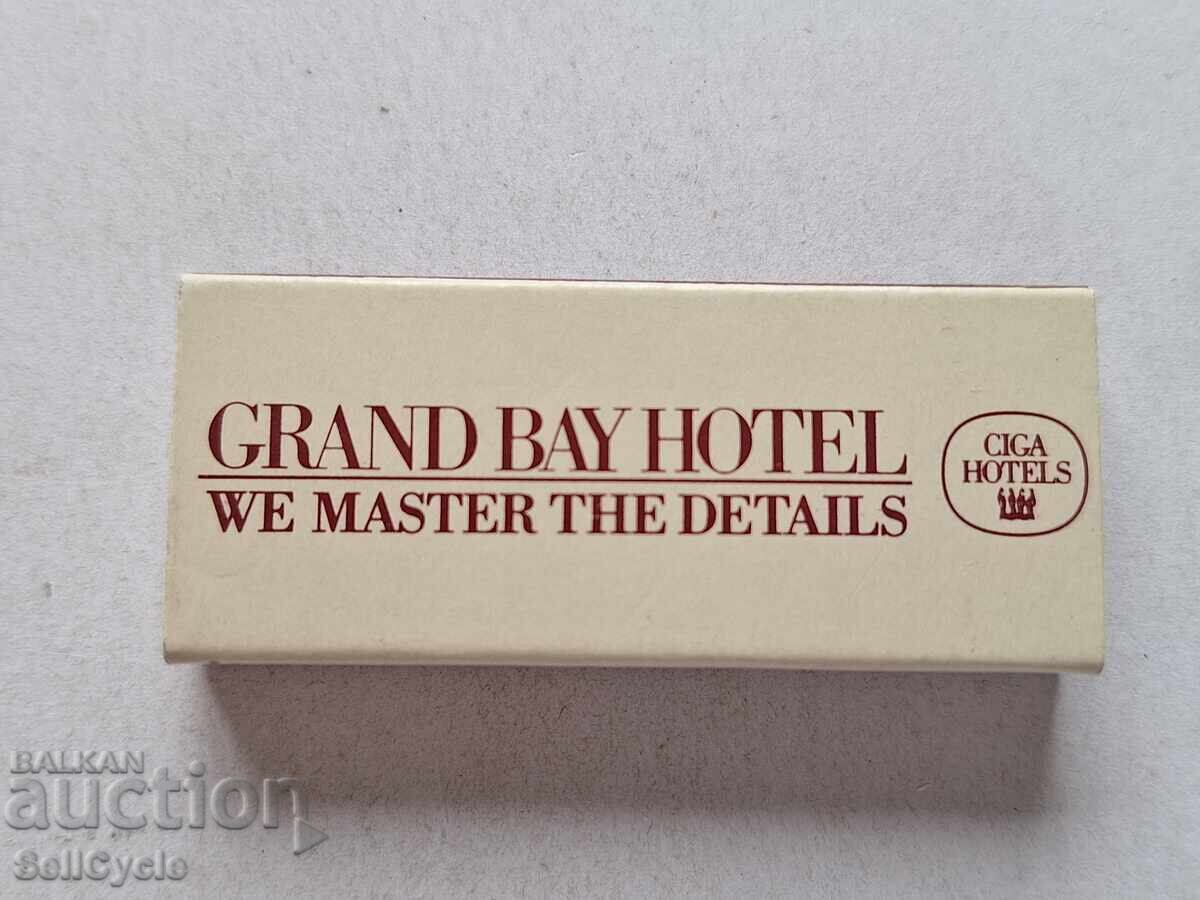 GRAND BAY HOTEL
WE MASTER THE DETAILS
CIGA
HOTELS
BALKAN
auction
SellCycle